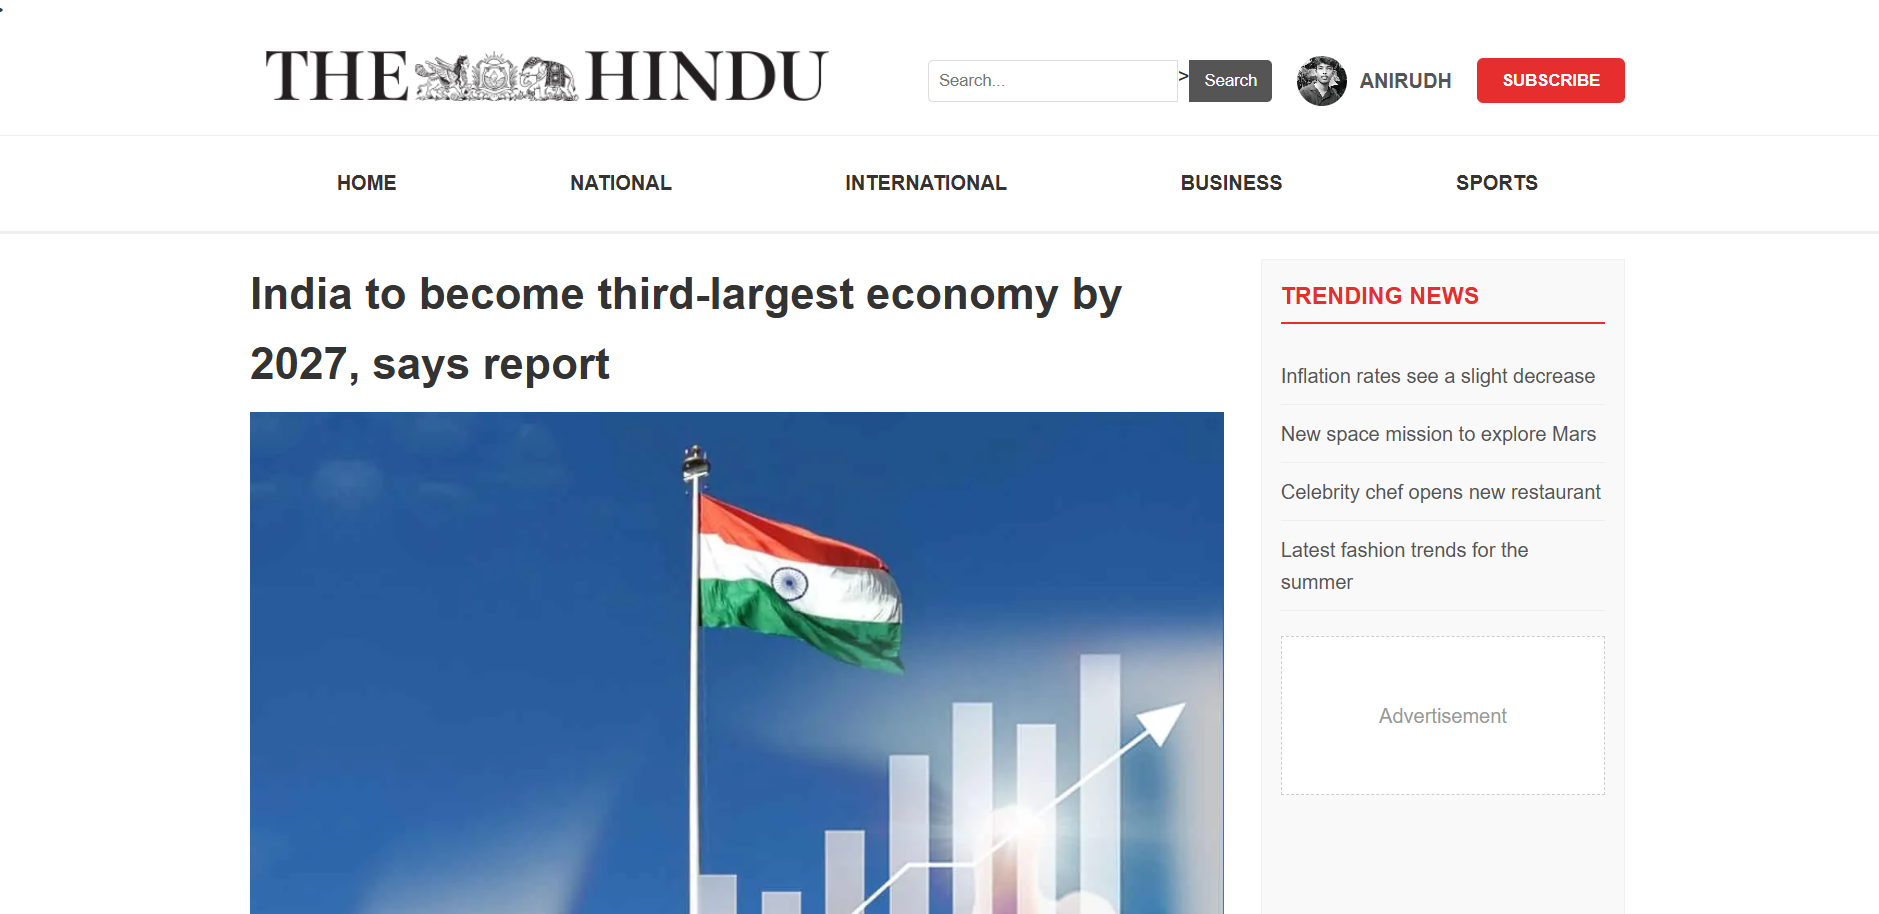 >
THE HINDU
Search...
>
Search
ANIRUDH
SUBSCRIBE
HOME
NATIONAL
INTERNATIONAL
BUSINESS
SPORTS
India to become third-largest economy by
2027, says report
TRENDING NEWS
Inflation rates see a slight decrease
New space mission to explore Mars
Celebrity chef opens new restaurant
Latest fashion trends for the
summer
Advertisement